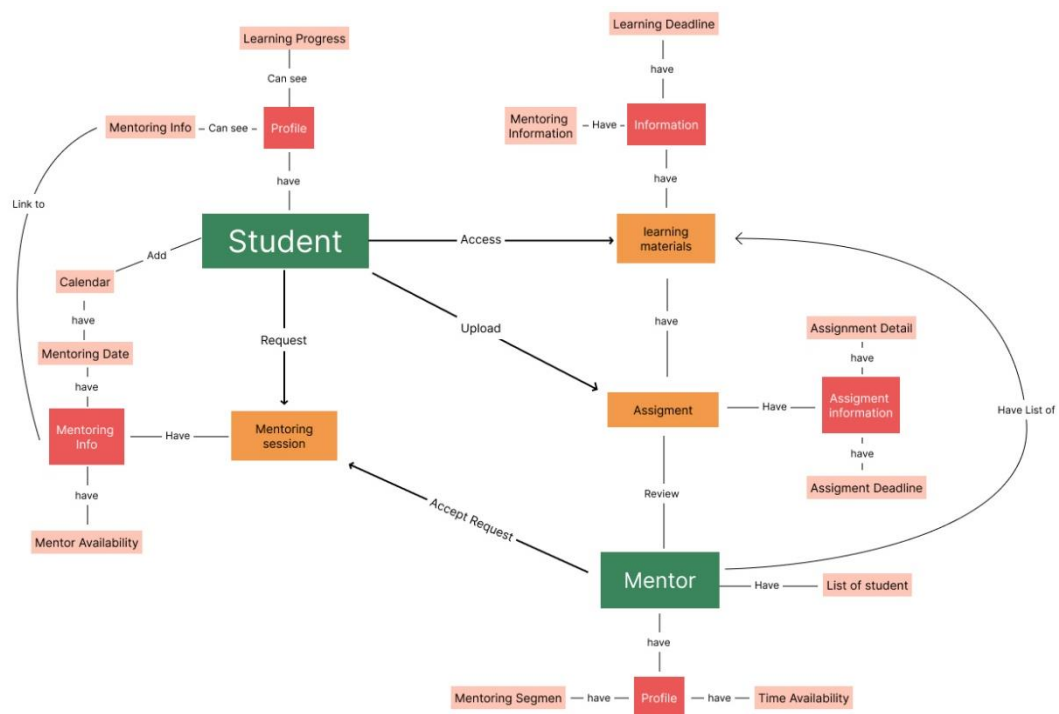 Learning Progress
Can see
Mentoring Info
Can see
Profile
have
Student
Link to
Add
Calendar
have
Mentoring Date
have
Mentoring
Info
Have
Mentoring
session
have
Mentor Availability
Request
Access
Upload
Accept Request
Learning Deadline
have
Mentoring
Information
Have
Information
have
learning
materials
have
Assigment
Have
Assignment Detail
have
Assigment
information
have
Assigment Deadline
Have List of
Review
Mentor
Have
List of student
have
Mentoring Segmen
have
Profile
have
Time Availability